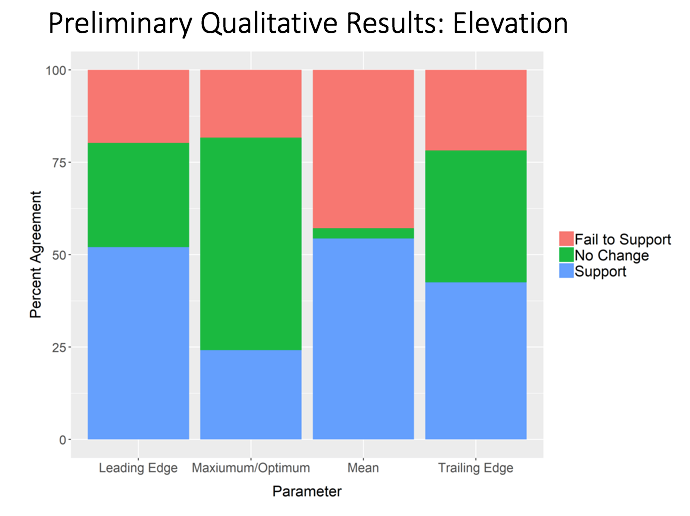 Preliminary Qualitative Results: Elevation
100
75
50
25
0
Percent Agreement
Leading Edge
Maxiumum/Optimum
Mean
Trailing Edge
Parameter
Fail to Support
No Change
Support